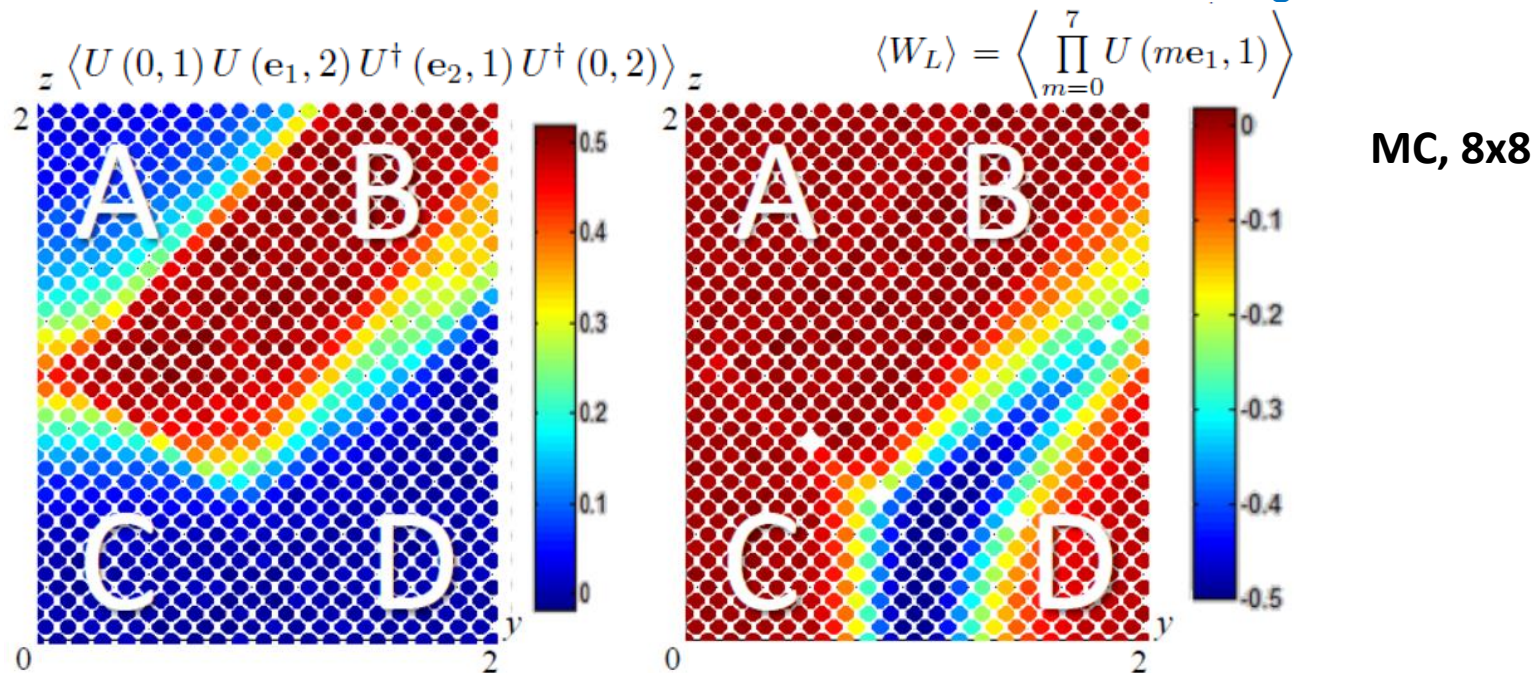 ⟨U (0, 1) U (e₁, 2) U† (e₂, 1) U† (0, 2)⟩
z
2
A
B
C
D
0
2
y
0.5
0.4
0.3
0.2
0.1
0
⟨W_L⟩ = ⟨∏_{m=0}^{7} U (me₁, 1)⟩
z
2
A
B
C
D
0
2
y
0
-0.1
-0.2
-0.3
-0.4
-0.5
MC, 8x8